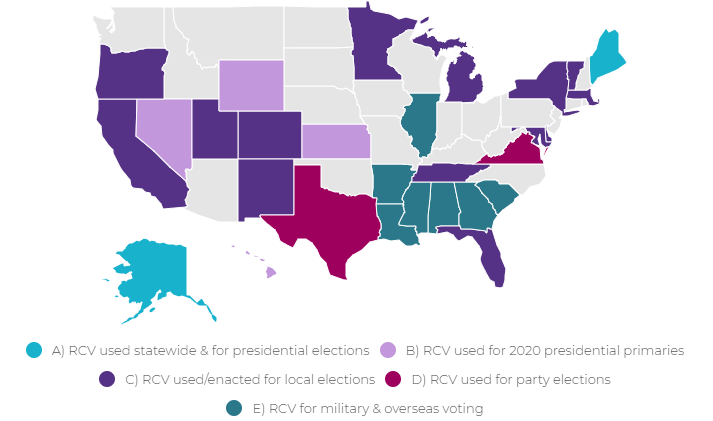 A) RCV used statewide & for presidential elections B) RCV used for 2020 presidential primaries
C) RCV used/enacted for local elections D) RCV used for party elections
E) RCV for military & overseas voting